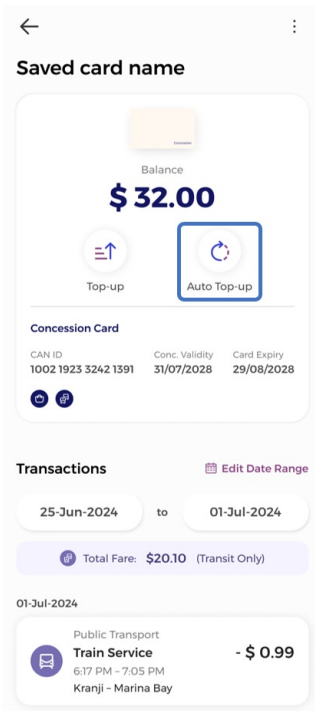 Saved card name
Concession
Balance
$ 32.00
Top-up
Auto Top-up
Concession Card
CAN ID
Conc. Validity
Card Expiry
1002 1923 3242 1391
31/07/2028
29/08/2028
Transactions
Edit Date Range
25-Jun-2024
to
01-Jul-2024
Total Fare: $20.10 (Transit Only)
01-Jul-2024
Public Transport
Train Service
- $ 0.99
6:17 PM – 7:05 PM
Kranji – Marina Bay